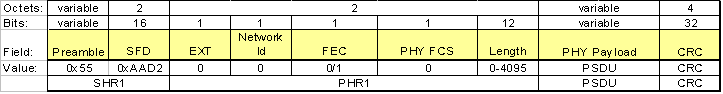 Octets: variable 2 2 variable 4
Bits: variable 16 1 1 1 1 12 variable 32
Field: Preamble SFD EXT Network Id FEC PHY FCS Length PHY Payload CRC
Value: 0x55 0xAAD2 0 0 0/1 0 0-4095 PSDU CRC
SHR1 PHR1 PSDU CRC